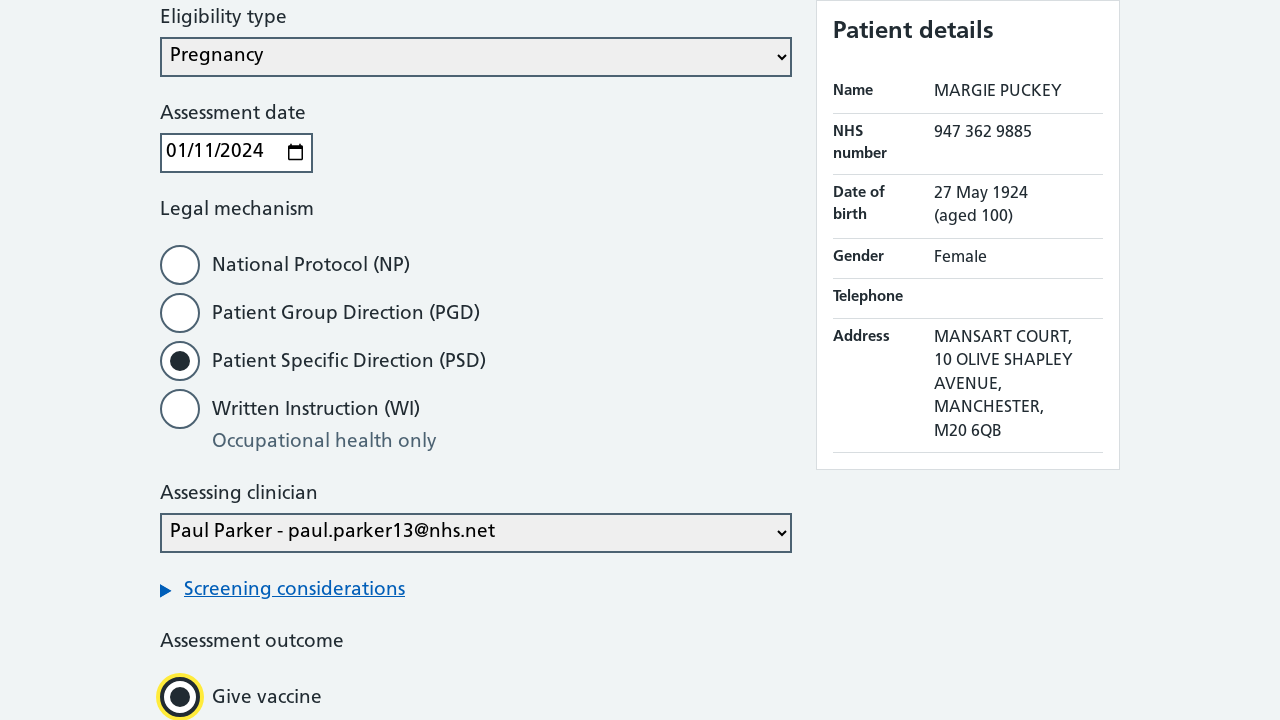 Eligibility type
Pregnancy
Assessment date
01/11/2024
Legal mechanism
National Protocol (NP)
Patient Group Direction (PGD)
Patient Specific Direction (PSD)
Written Instruction (WI)
Occupational health only
Assessing clinician
Paul Parker - paul.parker13@nhs.net
Screening considerations
Assessment outcome
Give vaccine
Patient details
Name MARGIE PUCKEY
NHS number 947 362 9885
Date of birth 27 May 1924
(aged 100)
Gender Female
Telephone
Address MANSART COURT,
10 OLIVE SHAPLEY
AVENUE,
MANCHESTER,
M20 6QB